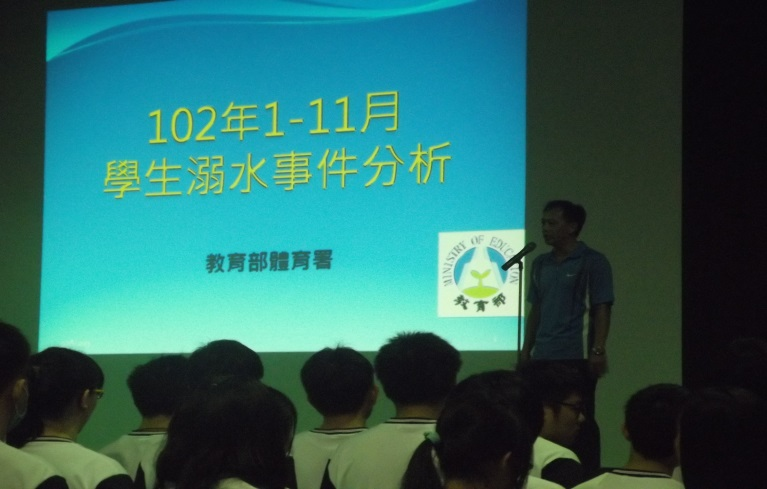 102年1-11月
學生溺水事件分析
教育部體育署
MINISTRY OF EDUCATION
教育部